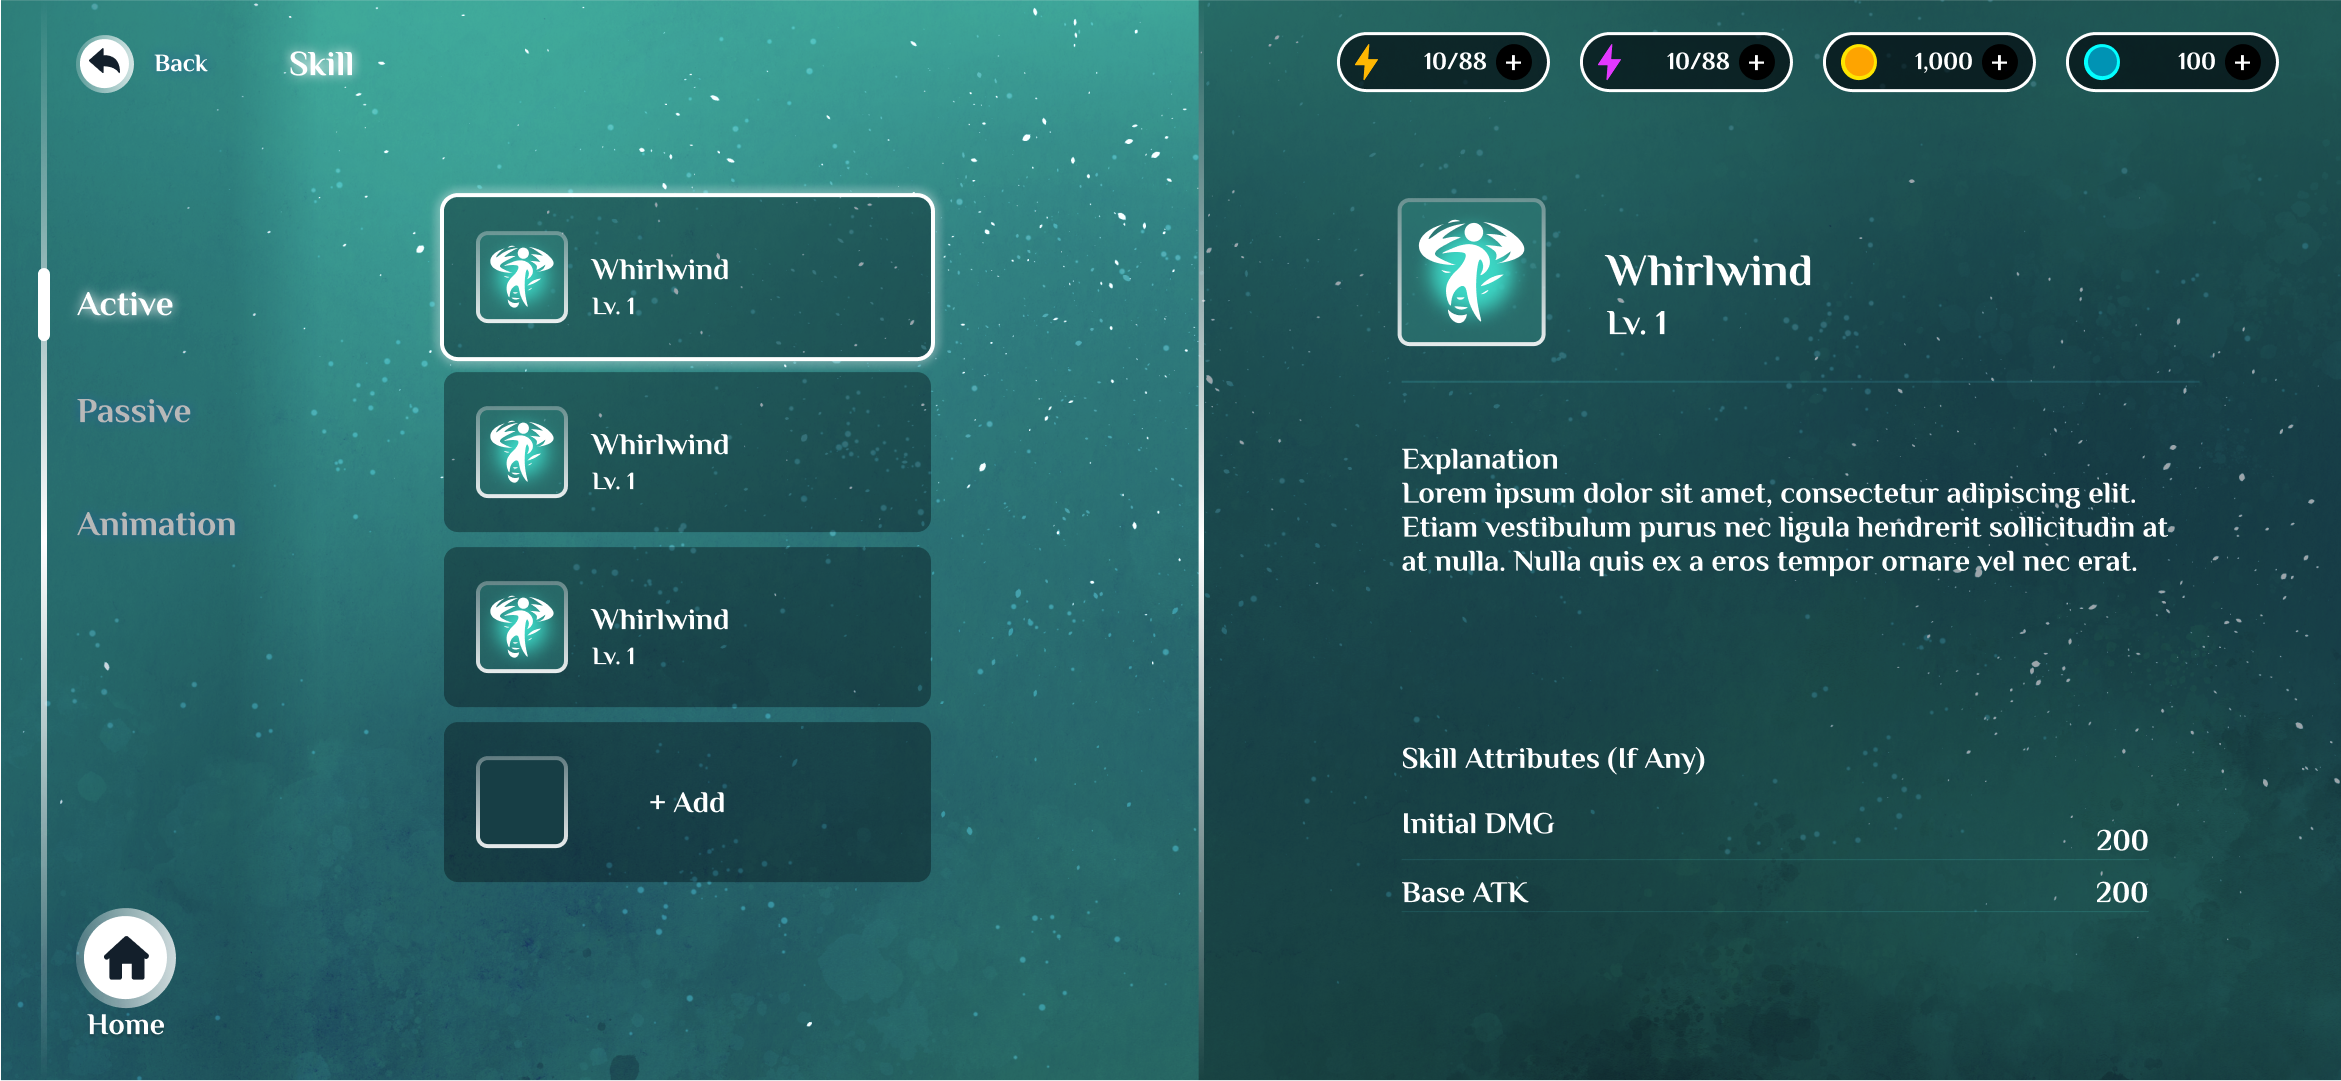 Back
Skill
10/88 +
10/88 +
1,000 +
100 +
Active
Passive
Animation
Whirlwind
Lv. 1
Whirlwind
Lv. 1
Whirlwind
Lv. 1
+ Add
Home
Whirlwind
Lv. 1
Explanation
Lorem ipsum dolor sit amet, consectetur adipiscing elit.
Etiam vestibulum purus nec ligula hendrerit sollicitudin at
at nulla. Nulla quis ex a eros tempor ornare vel nec erat.
Skill Attributes (If Any)
Initial DMG 200
Base ATK 200